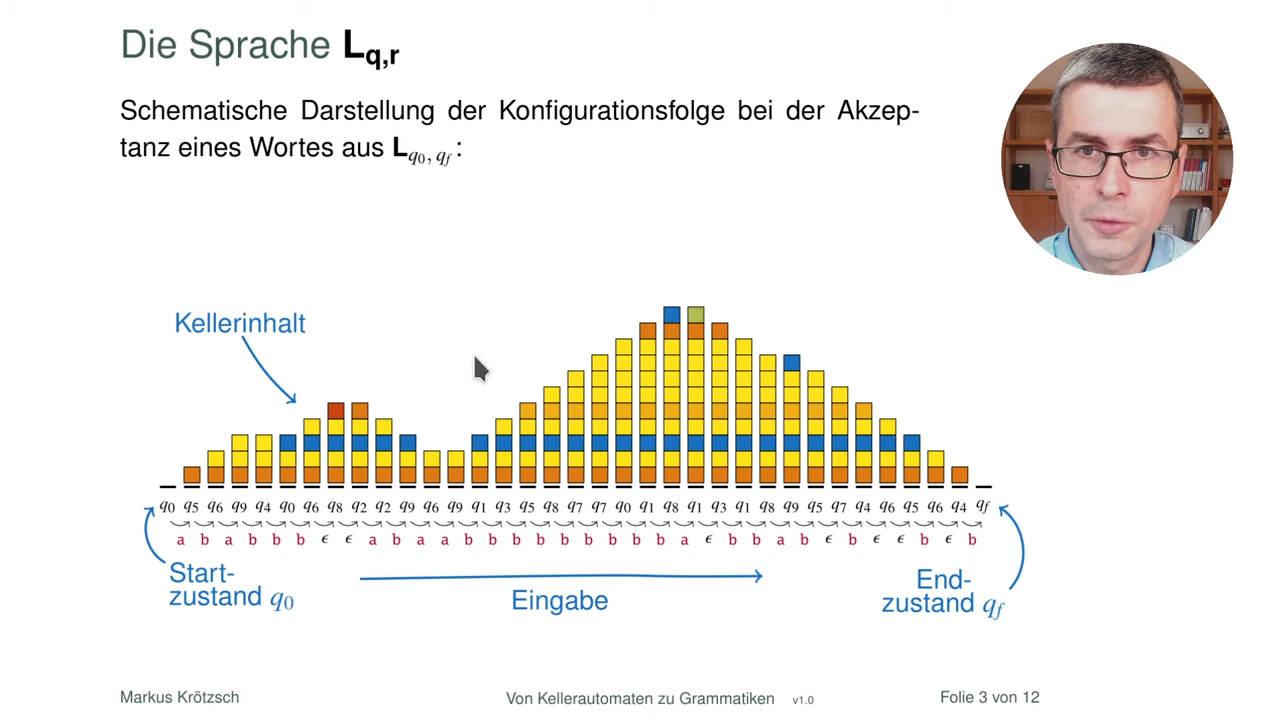 Die Sprache L_q,r
Schematische Darstellung der Konfigurationsfolge bei der Akzep-
tanz eines Wortes aus L_q0, qf :
Kellerinhalt
q0 q5 q6 q9 q4 q0 q6 q8 q2 q2 q9 q6 q9 q1 q3 q5 q8 q7 q7 q0 q1 q8 q1 q3 q1 q8 q9 q5 q7 q4 q6 q5 q6 q4 qf
a b a b b b ϵ ϵ a b a a b b b b b b b b b a ϵ b b a b ϵ b ϵ ϵ b ϵ b
Start-
zustand q0
Eingabe
End-
zustand qf
Markus Krötzsch
Von Kellerautomaten zu Grammatiken v1.0
Folie 3 von 12